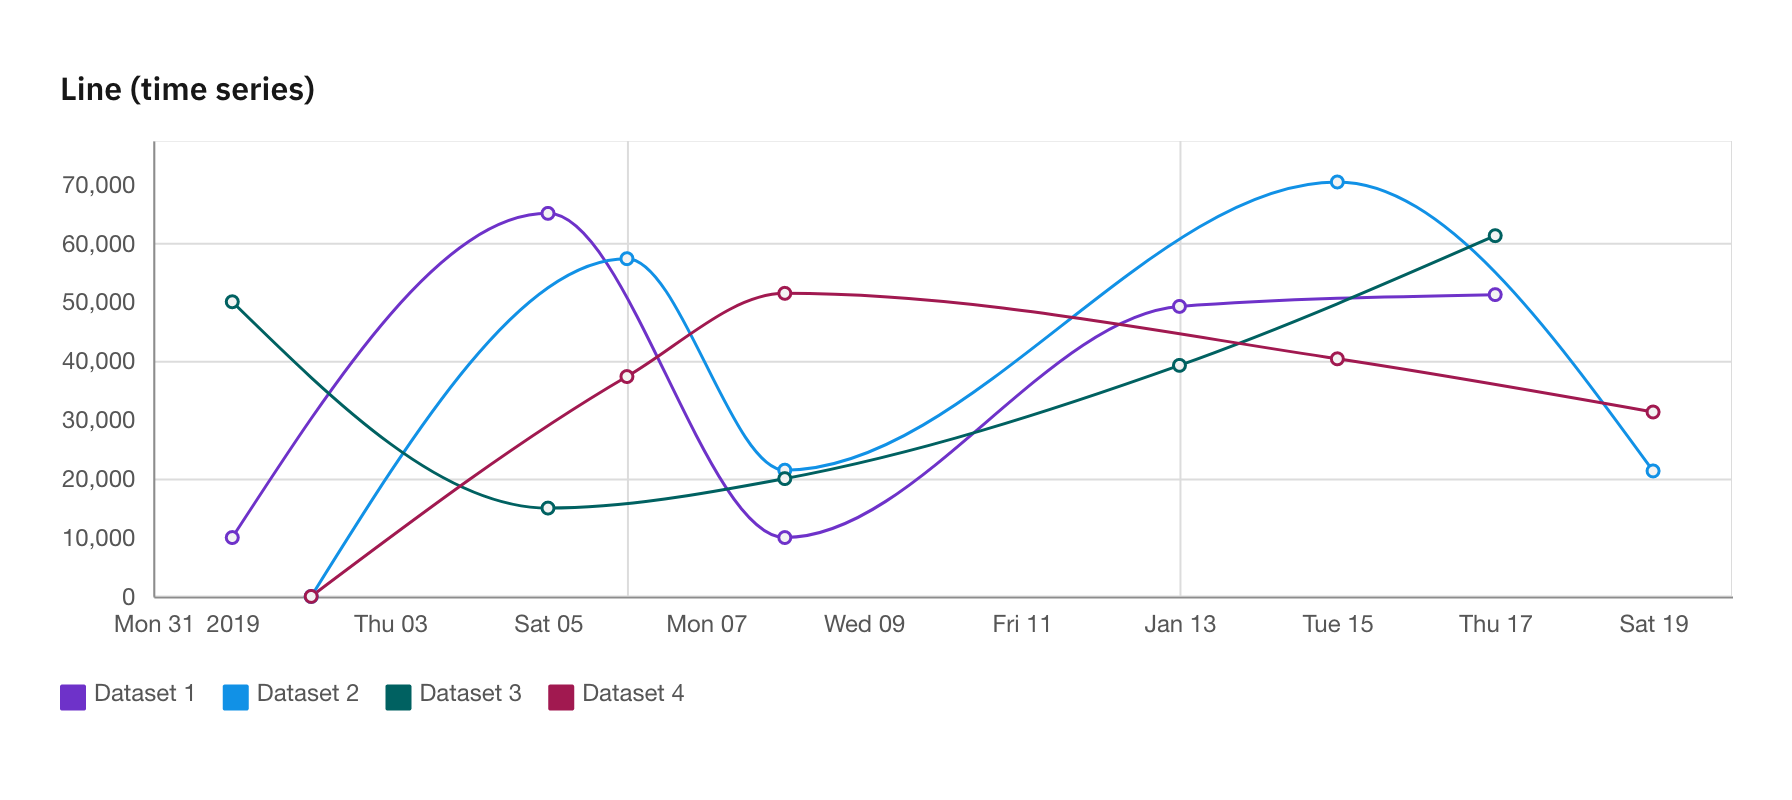 Line (time series)
70,000
60,000
50,000
40,000
30,000
20,000
10,000
0
Mon 31 2019 Thu 03 Sat 05 Mon 07 Wed 09 Fri 11 Jan 13 Tue 15 Thu 17 Sat 19
Dataset 1 Dataset 2 Dataset 3 Dataset 4